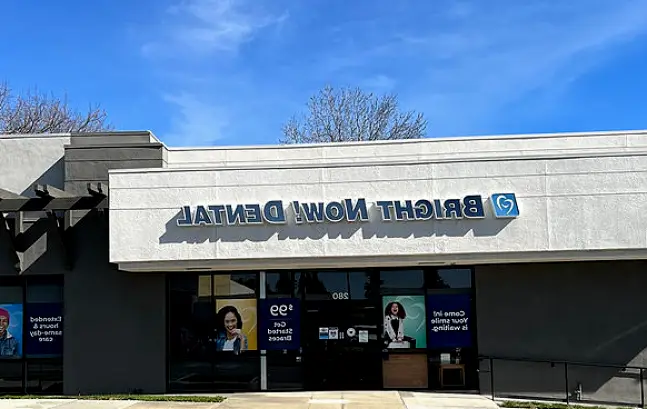 BRIGHT NOW! DENTAL
280
Come in!
Your smile
is waiting.
$99
Get Started
Braces
Extended
hours &
same-day
care